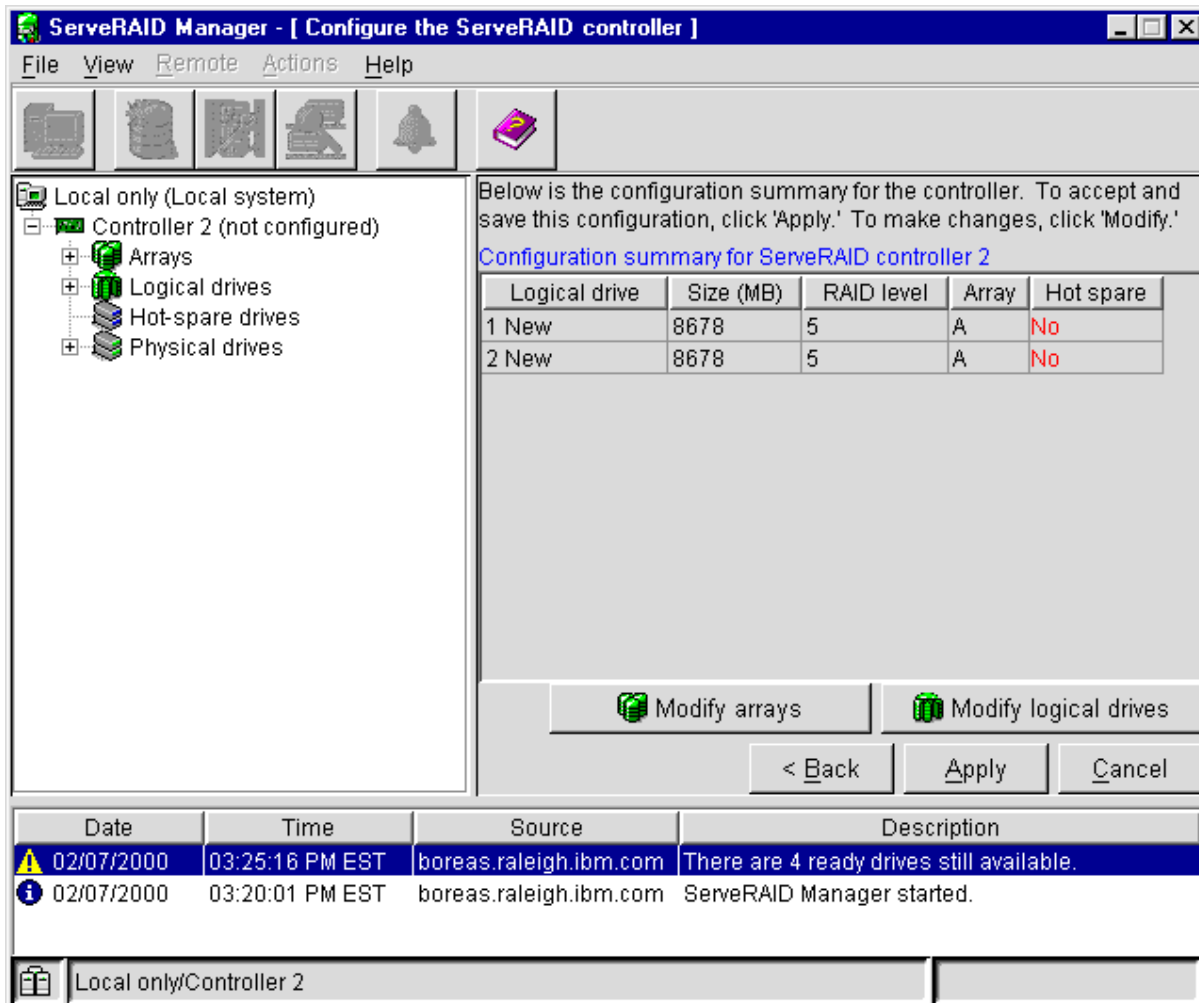 ServeRAID Manager - [ Configure the ServeRAID controller ]
File View Remote Actions Help
Local only (Local system)
Controller 2 (not configured)
Arrays
Logical drives
Hot-spare drives
Physical drives
Below is the configuration summary for the controller. To accept and
save this configuration, click 'Apply.' To make changes, click 'Modify.'
Configuration summary for ServeRAID controller 2
Logical drive Size (MB) RAID level Array Hot spare
1 New 8678 5 A No
2 New 8678 5 A No
Modify arrays Modify logical drives
< Back Apply Cancel
Date Time Source Description
02/07/2000 03:25:16 PM EST boreas.raleigh.ibm.com There are 4 ready drives still available.
02/07/2000 03:20:01 PM EST boreas.raleigh.ibm.com ServeRAID Manager started.
Local only/Controller 2